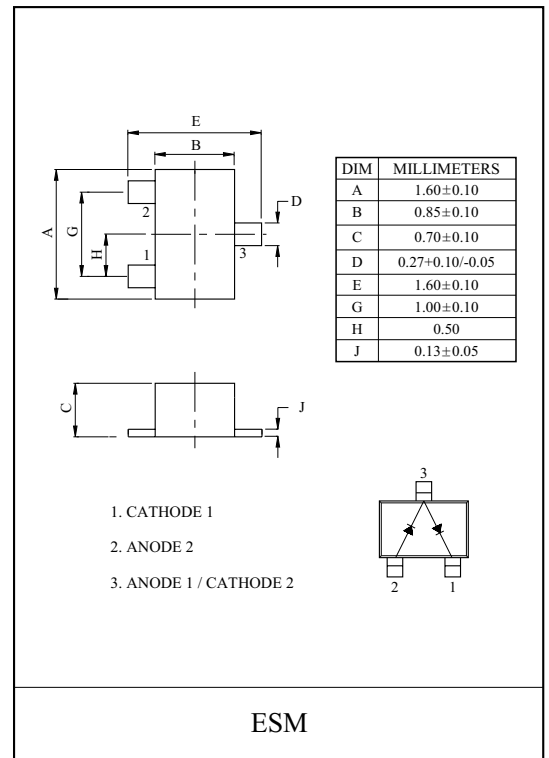 E
B
D
2
A
G
H
1
3
DIM MILLIMETERS
A 1.60±0.10
B 0.85±0.10
C 0.70±0.10
D 0.27+0.10/-0.05
E 1.60±0.10
G 1.00±0.10
H 0.50
J 0.13±0.05
C
J
1. CATHODE 1
2. ANODE 2
3. ANODE 1 / CATHODE 2
3
2 1
ESM